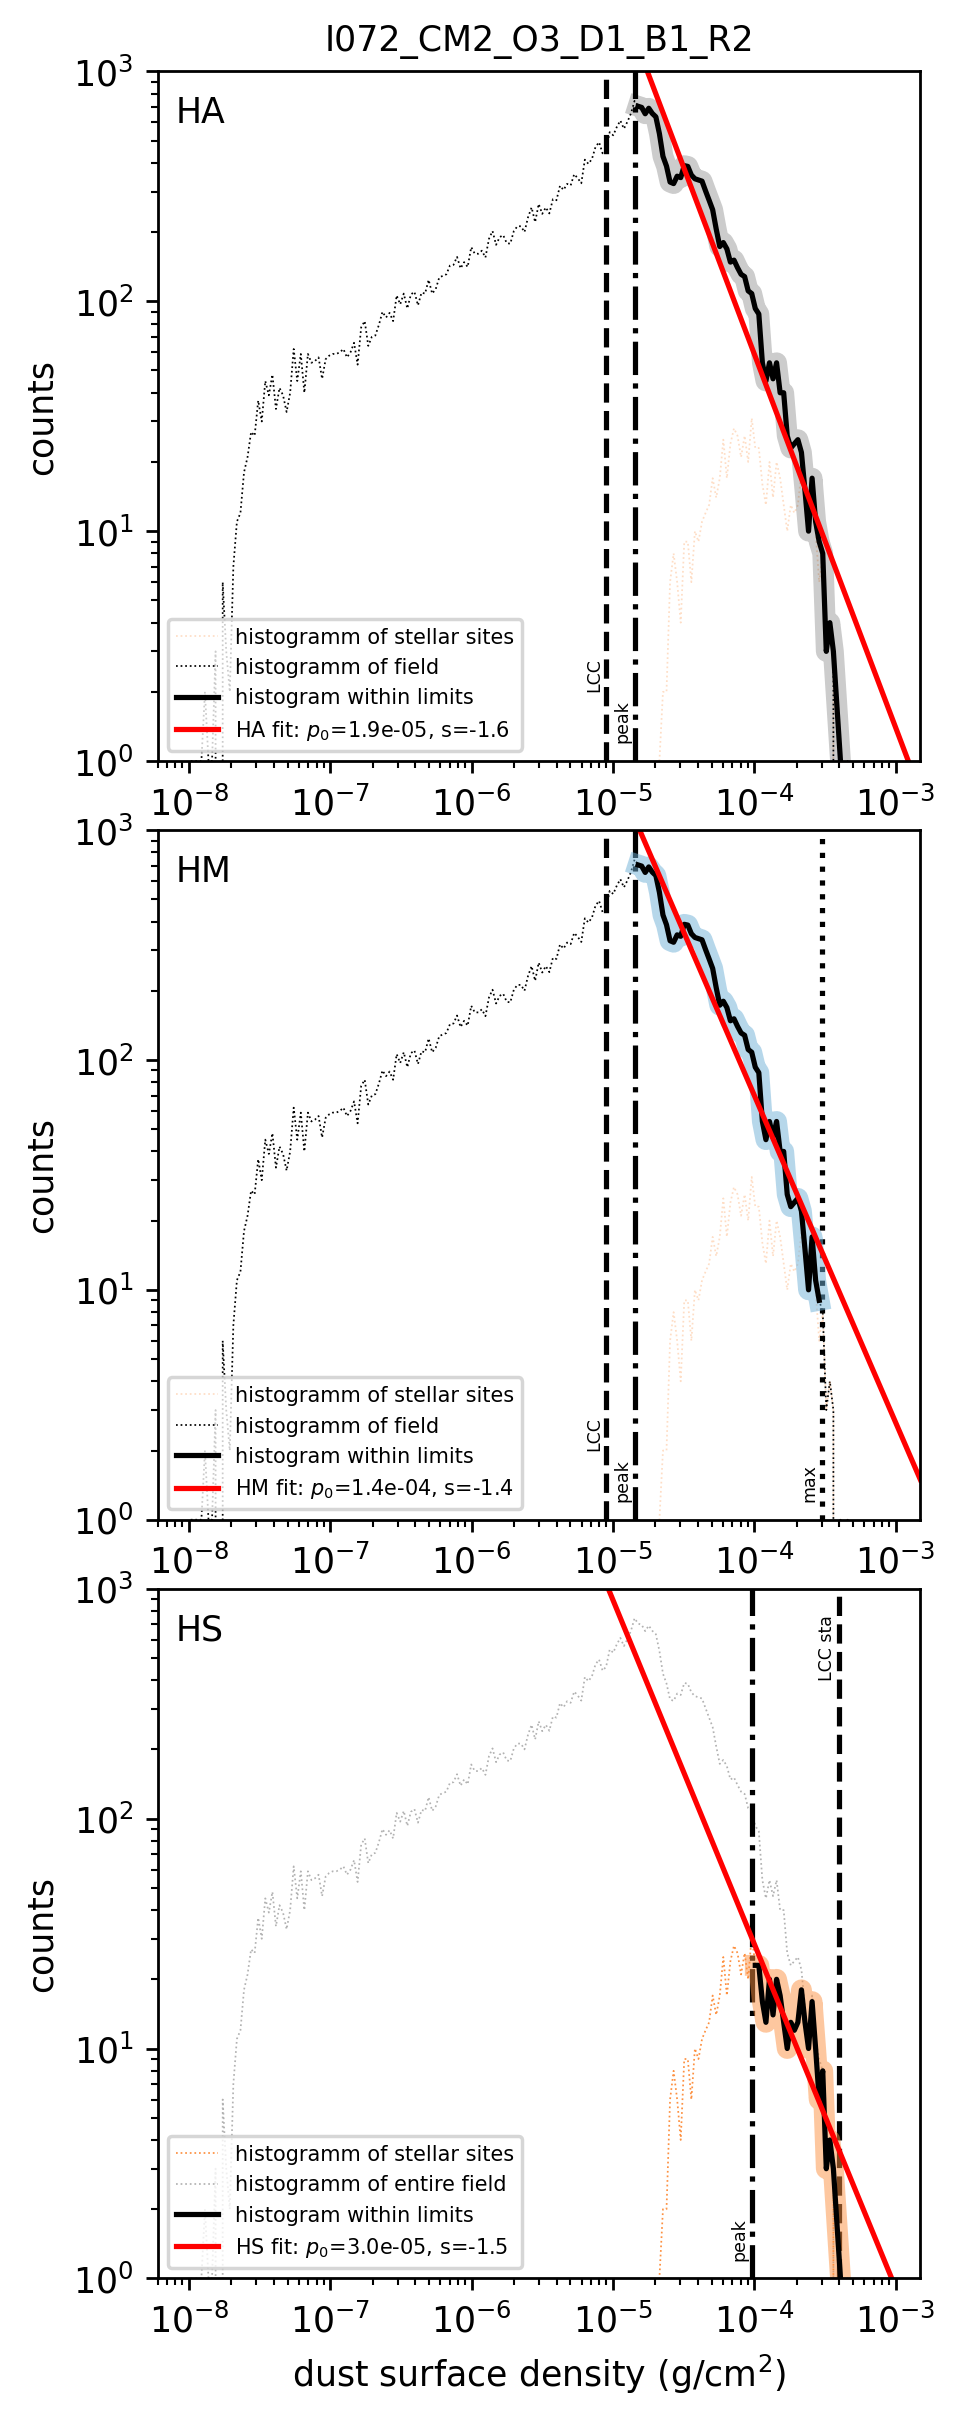 I072_CM2_O3_D1_B1_R2
HA
counts
10³
10²
10¹
10⁰
LCC
peak
histogramm of stellar sites
histogramm of field
histogram within limits
HA fit: p₀=1.9e-05, s=-1.6
10⁻⁸ 10⁻⁷ 10⁻⁶ 10⁻⁵ 10⁻⁴ 10⁻³
HM
counts
10³
10²
10¹
10⁰
LCC
peak
max
histogramm of stellar sites
histogramm of field
histogram within limits
HM fit: p₀=1.4e-04, s=-1.4
10⁻⁸ 10⁻⁷ 10⁻⁶ 10⁻⁵ 10⁻⁴ 10⁻³
HS
counts
10³
10²
10¹
10⁰
LCC sta
peak
histogramm of stellar sites
histogramm of entire field
histogram within limits
HS fit: p₀=3.0e-05, s=-1.5
10⁻⁸ 10⁻⁷ 10⁻⁶ 10⁻⁵ 10⁻⁴ 10⁻³
dust surface density (g/cm²)